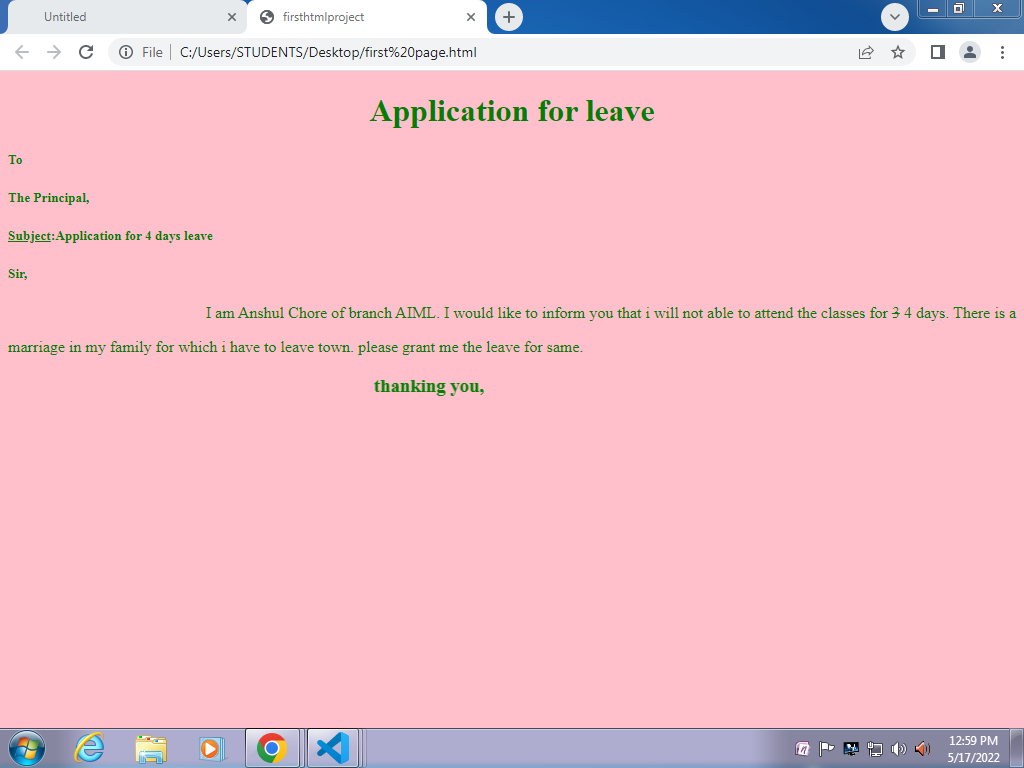 Untitled
firsthtmlproject
File
C:/Users/STUDENTS/Desktop/first%20page.html
Application for leave
To
The Principal,
Subject:Application for 4 days leave
Sir,
I am Anshul Chore of branch AIML. I would like to inform you that i will not able to attend the classes for 3 4 days. There is a
marriage in my family for which i have to leave town. please grant me the leave for same.
thanking you,
12:59 PM
5/17/2022